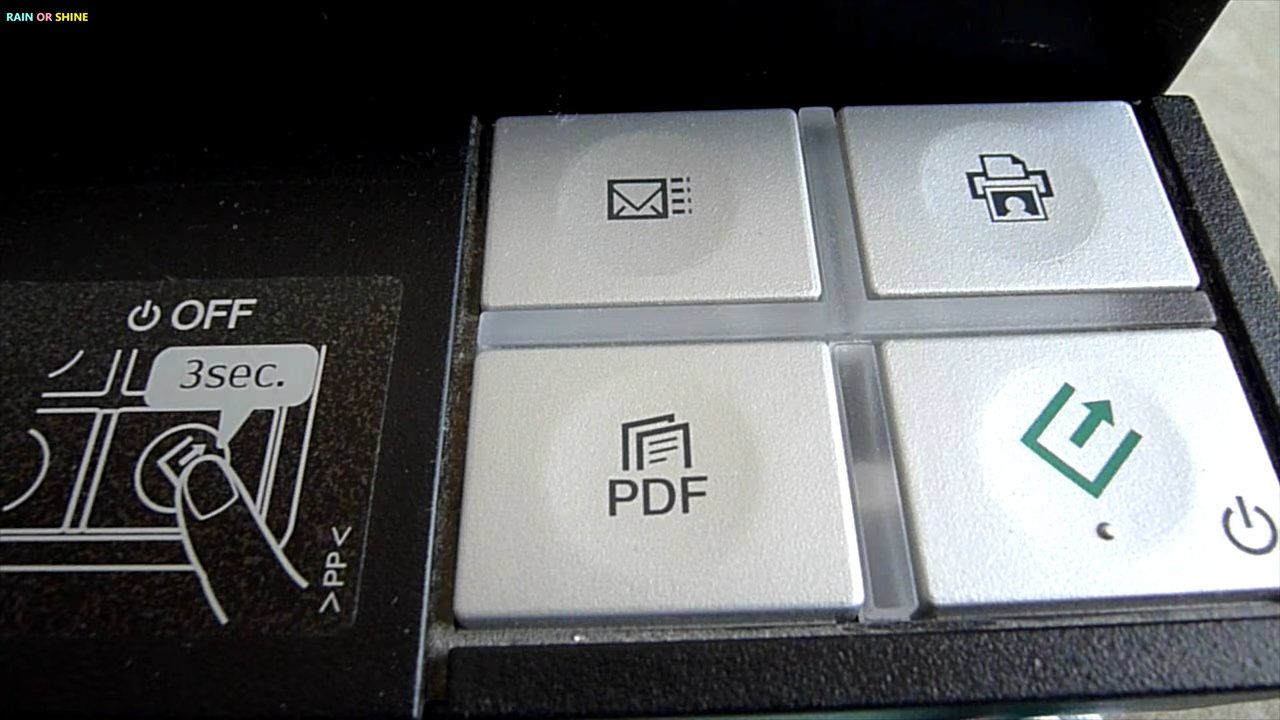 RAIN OR SHINE
OFF
3sec.
>PP<
PDF